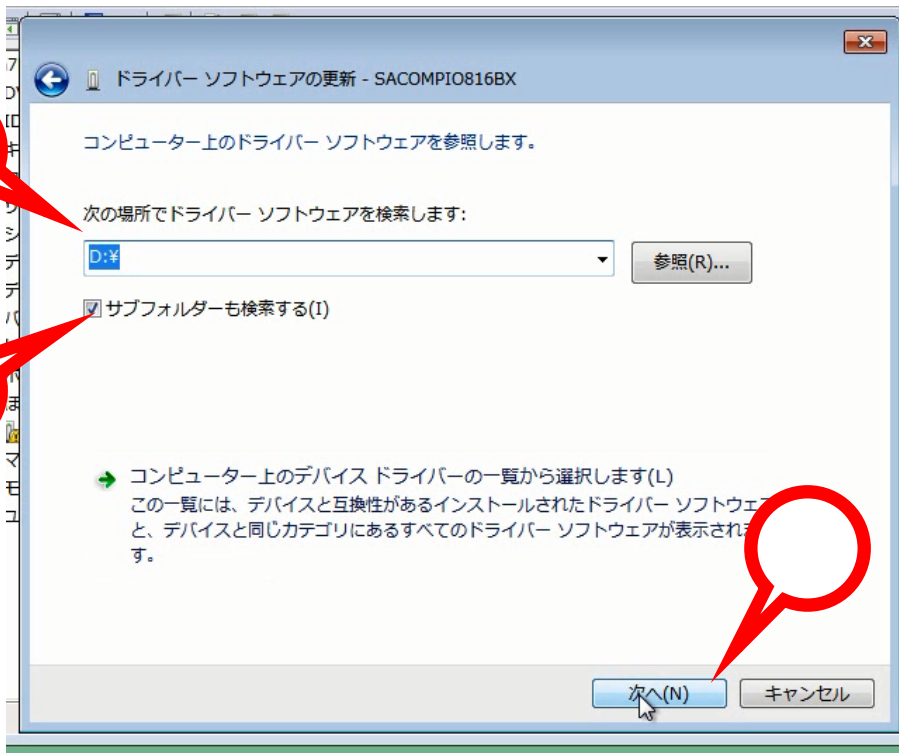 ドライバー ソフトウェアの更新 - SACOMPIO816BX
コンピューター上のドライバー ソフトウェアを参照します。
次の場所でドライバー ソフトウェアを検索します:
D:¥
参照(R)...
サブフォルダーも検索する(I)
コンピューター上のデバイス ドライバーの一覧から選択します(L)
この一覧には、デバイスと互換性があるインストールされたドライバー ソフトウェ
と、デバイスと同じカテゴリにあるすべてのドライバー ソフトウェアが表示されま
す。
次へ(N)
キャンセル